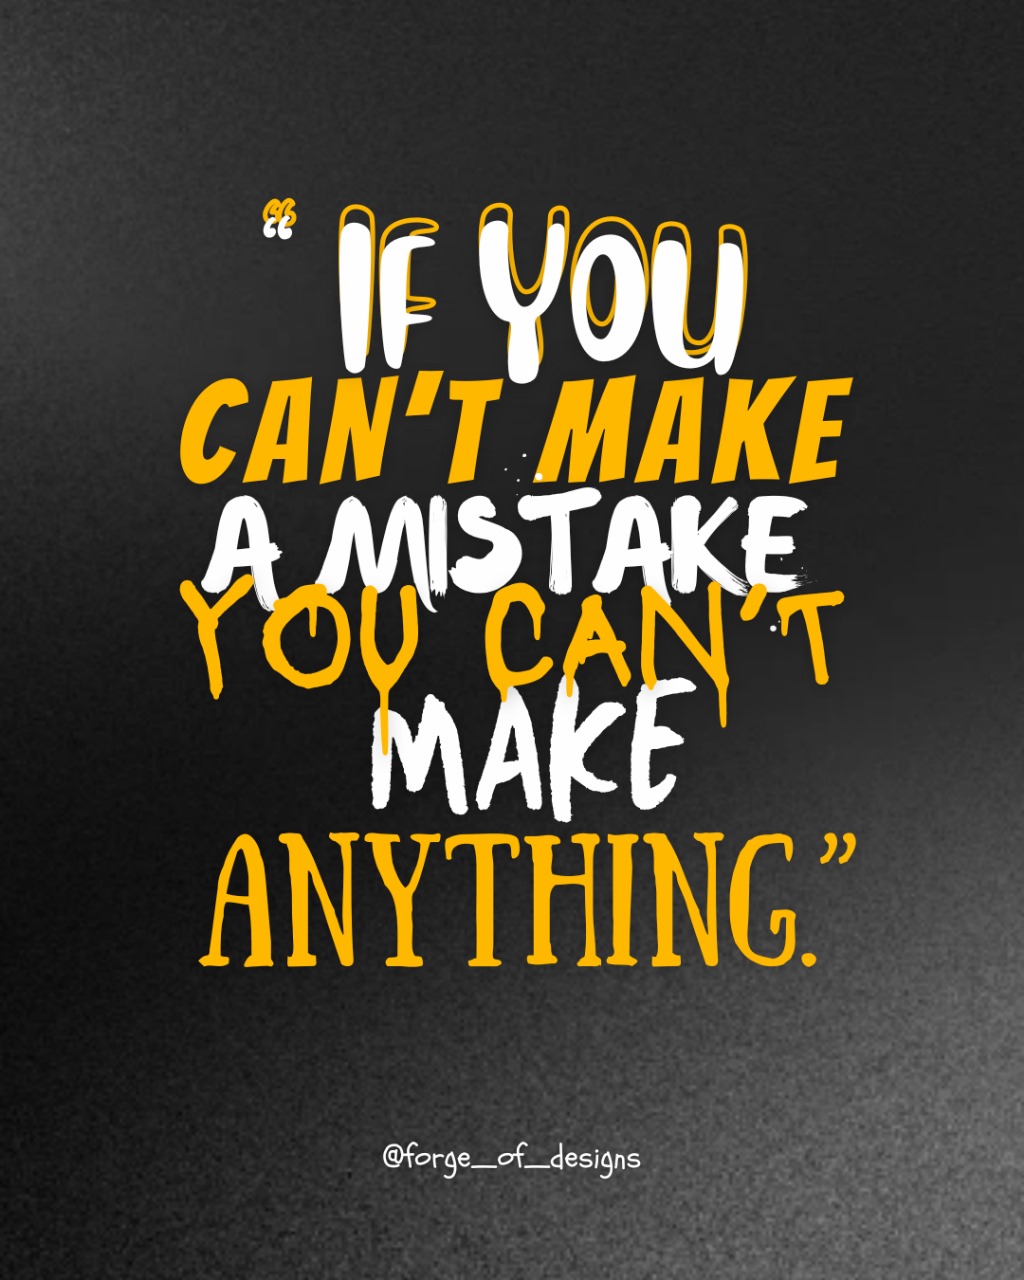 “ IF YOU
CAN’T MAKE
A MISTAKE
YOU CAN’T
MAKE
ANYTHING.”
@forge_of_designs